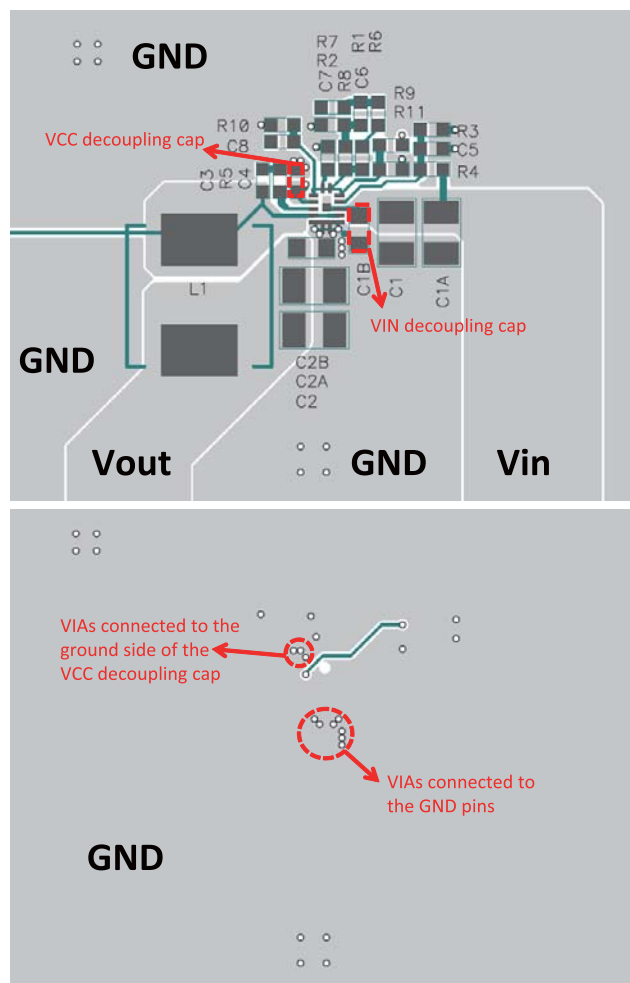 GND
R7
R2
C7
R8
C6
R1
R6
R9
R11
R10
VCC decoupling cap
C8
R3
C5
R4
C3
R5
C4
L1
C1B
C1
C1A
VIN decoupling cap
GND
C2B
C2A
C2
Vout
GND
Vin
VIAs connected to the
ground side of the
VCC decoupling cap
VIAs connected to
the GND pins
GND